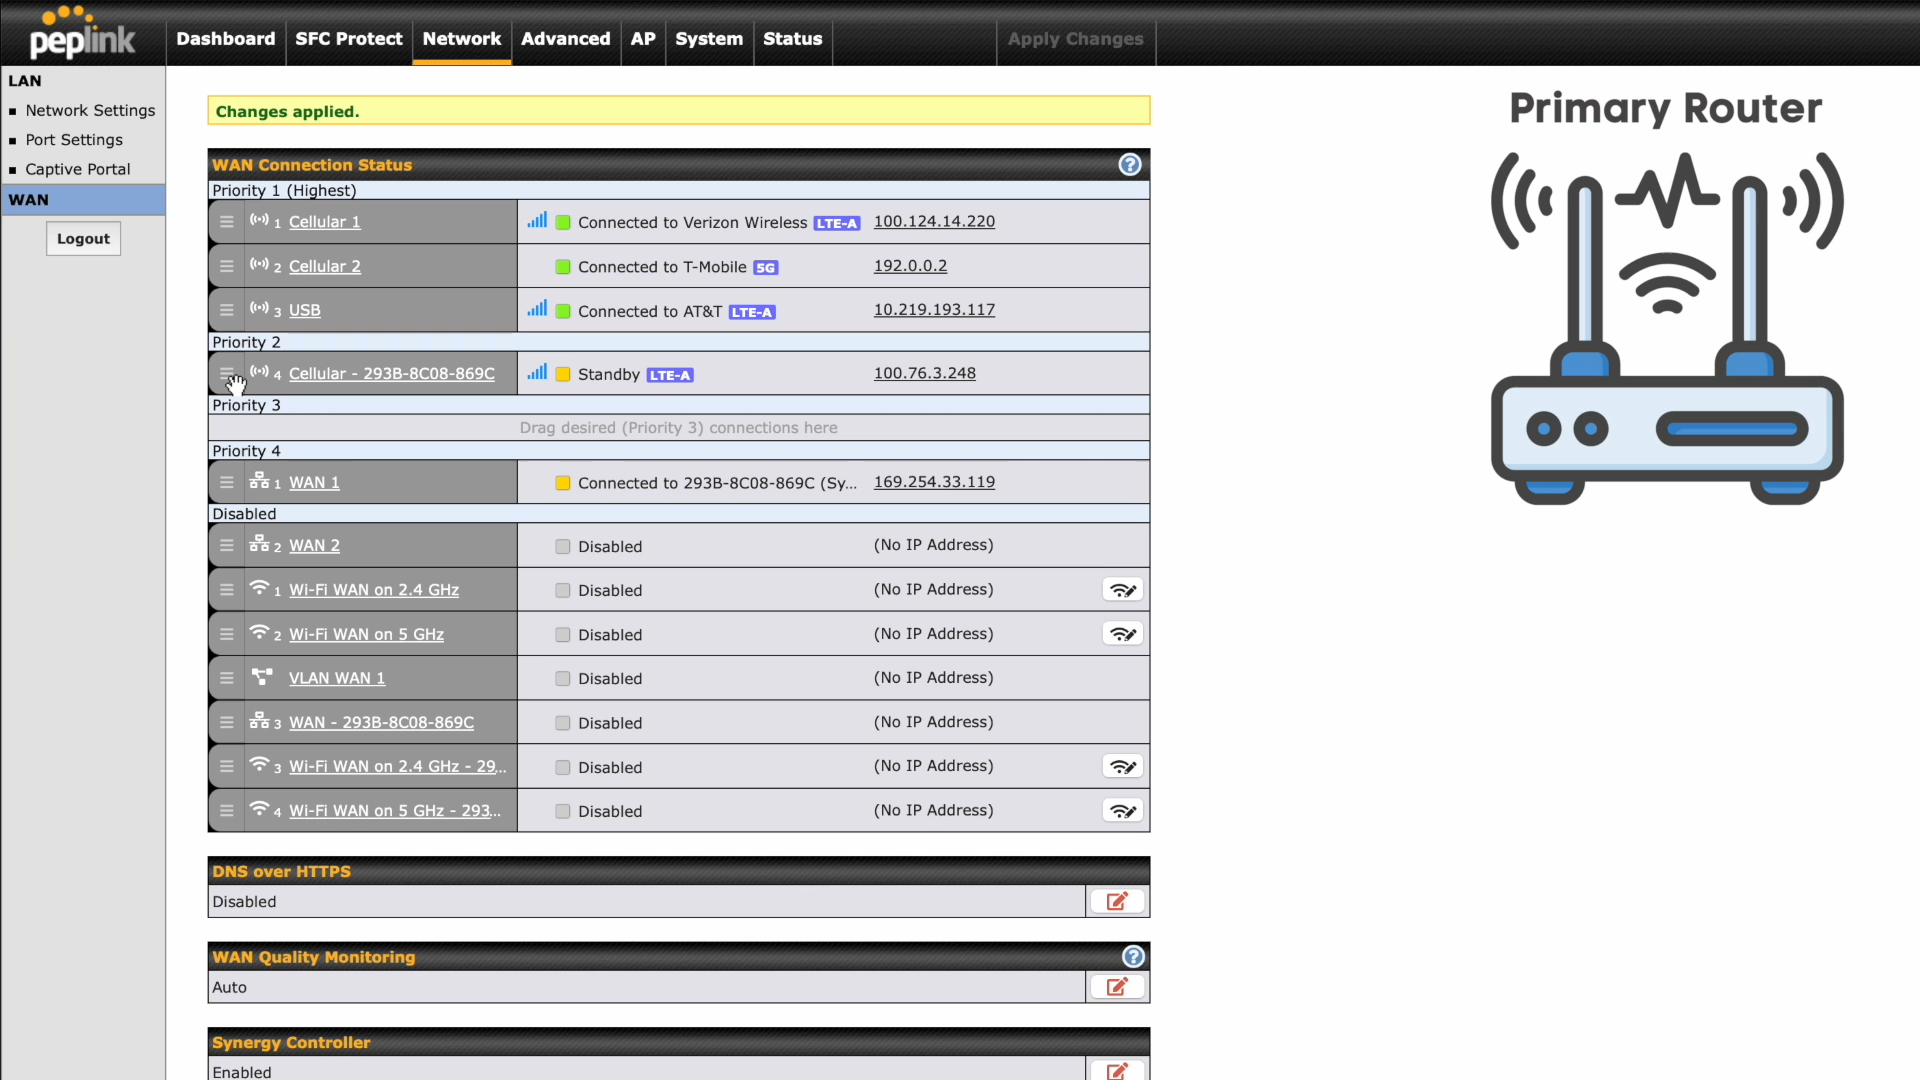 peplink
Dashboard SFC Protect Network Advanced AP System Status Apply Changes
LAN
Network Settings
Port Settings
Captive Portal
WAN
Logout
Changes applied.
WAN Connection Status
Priority 1 (Highest)
1 Cellular 1 Connected to Verizon Wireless LTE-A 100.124.14.220
2 Cellular 2 Connected to T-Mobile 5G 192.0.0.2
3 USB Connected to AT&T LTE-A 10.219.193.117
Priority 2
4 Cellular - 293B-8C08-869C Standby LTE-A 100.76.3.248
Priority 3
Drag desired (Priority 3) connections here
Priority 4
1 WAN 1 Connected to 293B-8C08-869C (Sy... 169.254.33.119
Disabled
2 WAN 2 Disabled (No IP Address)
1 Wi-Fi WAN on 2.4 GHz Disabled (No IP Address)
2 Wi-Fi WAN on 5 GHz Disabled (No IP Address)
VLAN WAN 1 Disabled (No IP Address)
3 WAN - 293B-8C08-869C Disabled (No IP Address)
3 Wi-Fi WAN on 2.4 GHz - 29... Disabled (No IP Address)
4 Wi-Fi WAN on 5 GHz - 293... Disabled (No IP Address)
DNS over HTTPS
Disabled
WAN Quality Monitoring
Auto
Synergy Controller
Enabled
Primary Router